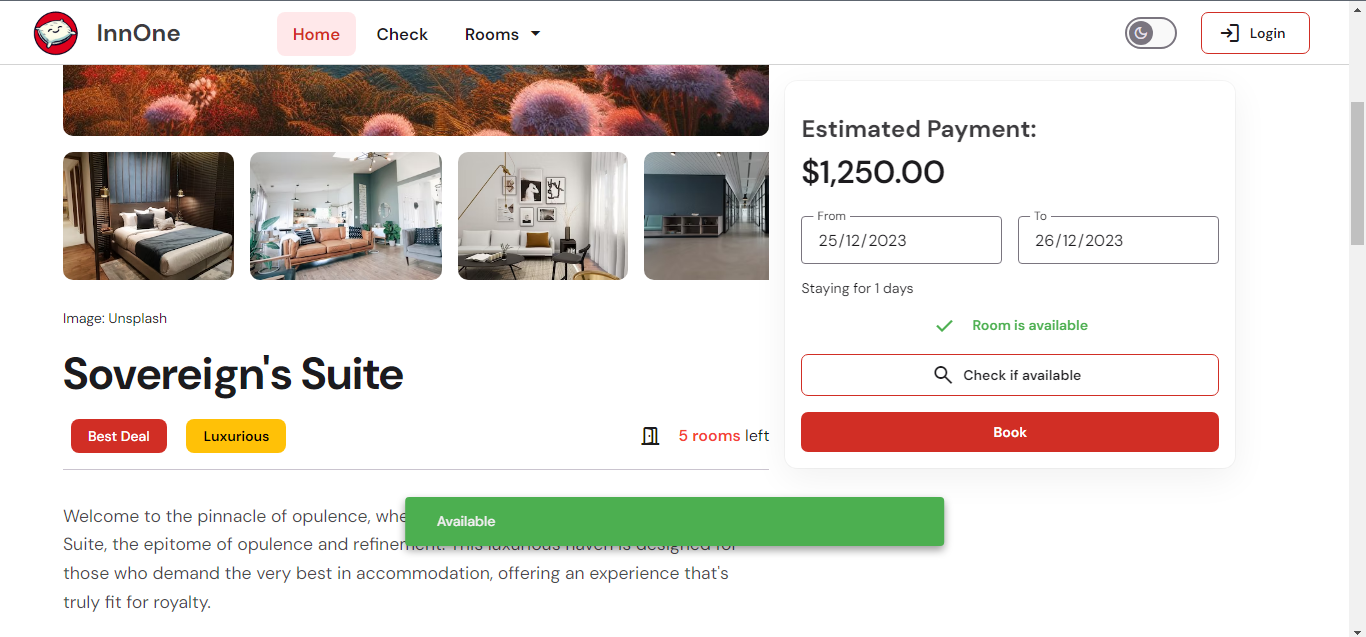 InnOne
Home
Check
Rooms
Login
Image: Unsplash
Sovereign's Suite
Best Deal
Luxurious
5 rooms left
Welcome to the pinnacle of opulence, whe
Suite, the epitome of opulence and refinement. This luxurious haven is designed for
those who demand the very best in accommodation, offering an experience that's
truly fit for royalty.
Estimated Payment:
$1,250.00
From
25/12/2023
To
26/12/2023
Staying for 1 days
Room is available
Check if available
Book
Available